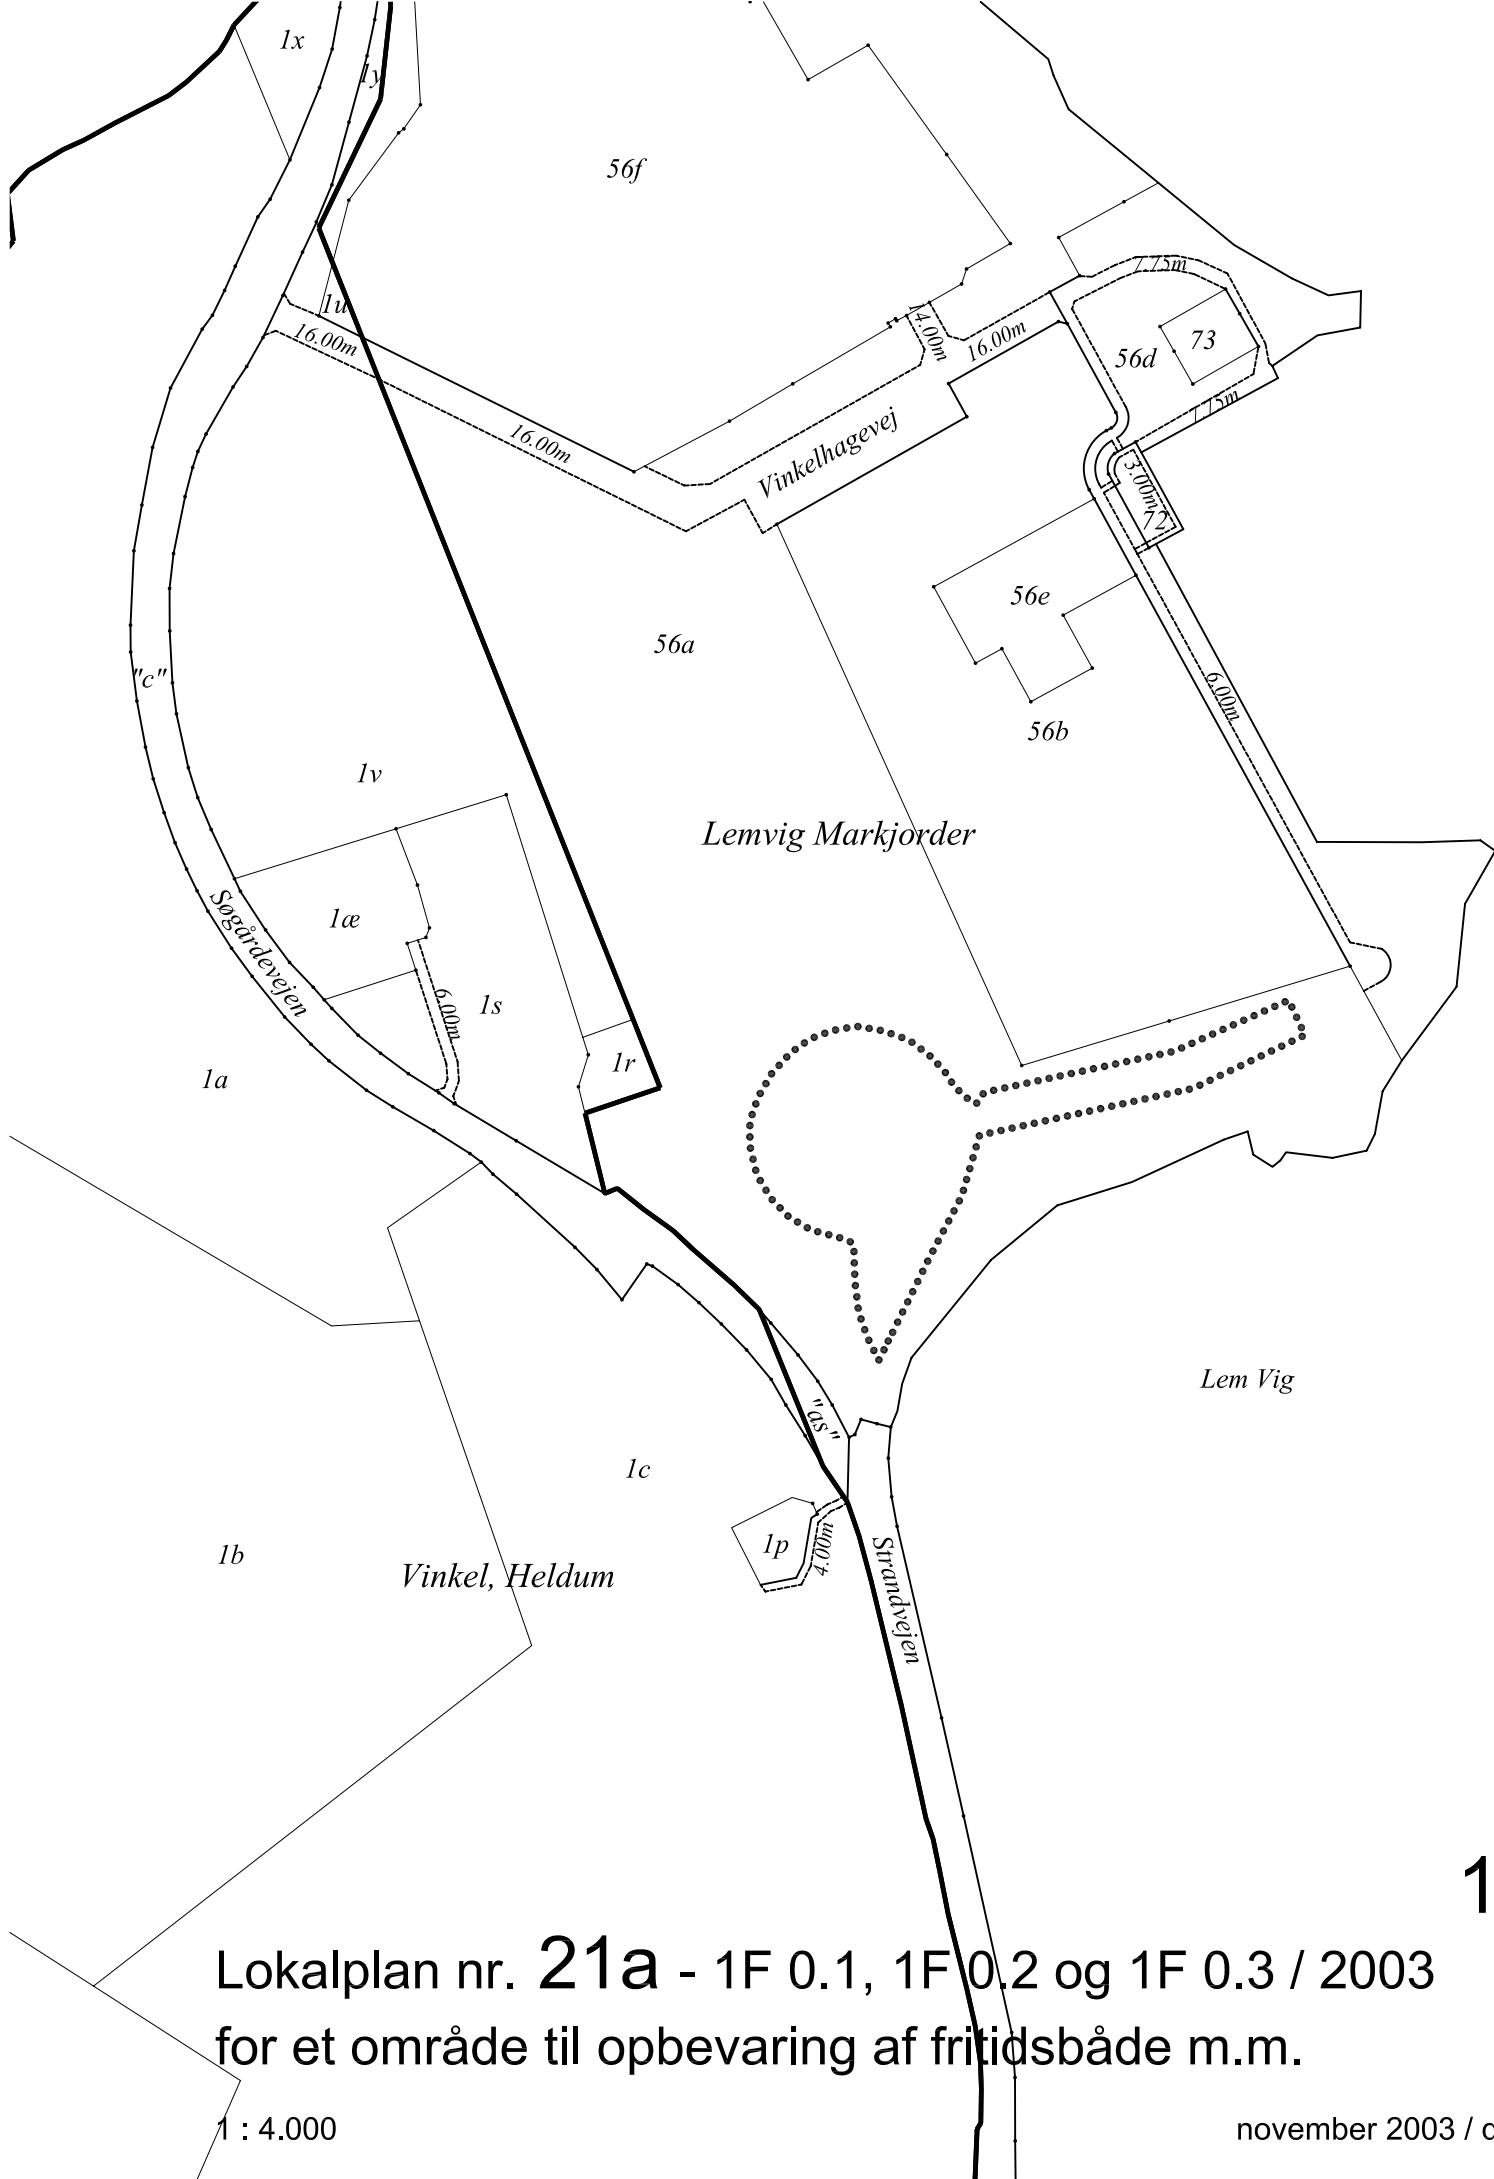 1x
1y
56f
7.75m
1u
16.00m
14.00m
16.00m
56d
73
7.75m
16.00m
Vinkelhagevej
3.00m
72
56e
56a
"c"
6.00m
56b
1v
Lemvig Markjorder
Søgårdevejen
1æ
6.00m
1s
1r
1a
Lem Vig
"as"
1c
1p
4.00m
Strandvejen
1b
Vinkel, Heldum
1
Lokalplan nr. 21a - 1F 0.1, 1F 0.2 og 1F 0.3 / 2003
for et område til opbevaring af fritidsbåde m.m.
1 : 4.000
november 2003 /